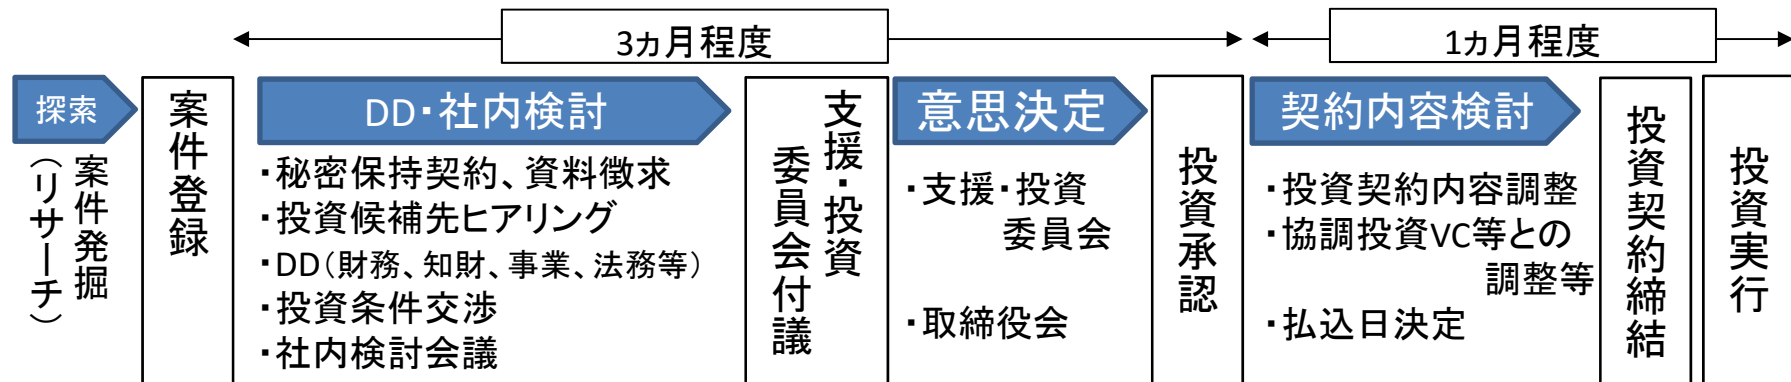 3ヵ月程度
1ヵ月程度
探索
案件発掘
（リサーチ）
案件登録
DD・社内検討
・秘密保持契約、資料徴求
・投資候補先ヒアリング
・DD（財務、知財、事業、法務等）
・投資条件交渉
・社内検討会議
支援・投資
委員会付議
意思決定
・支援・投資
委員会
・取締役会
投資承認
契約内容検討
・投資契約内容調整
・協調投資VC等との
調整等
・払込日決定
投資契約締結
投資実行